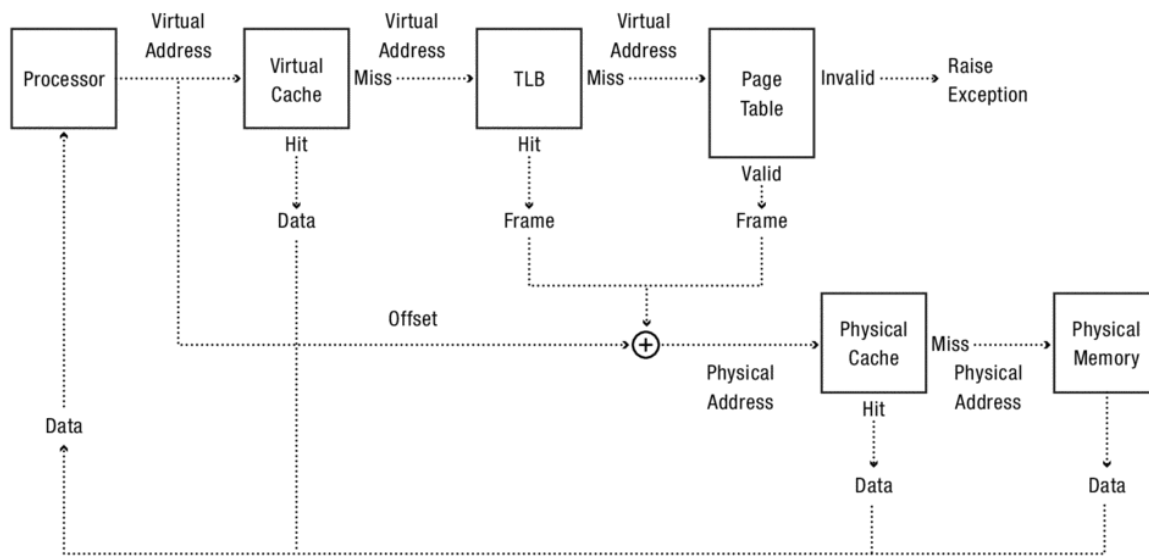 Virtual
Address
Virtual
Address
Virtual
Address
Processor
Virtual
Cache
Miss
TLB
Miss
Page
Table
Invalid
Raise
Exception
Hit
Hit
Valid
Data
Frame
Frame
Offset
Physical
Cache
Miss
Physical
Memory
Physical
Address
Physical
Address
Hit
Data
Data
Data